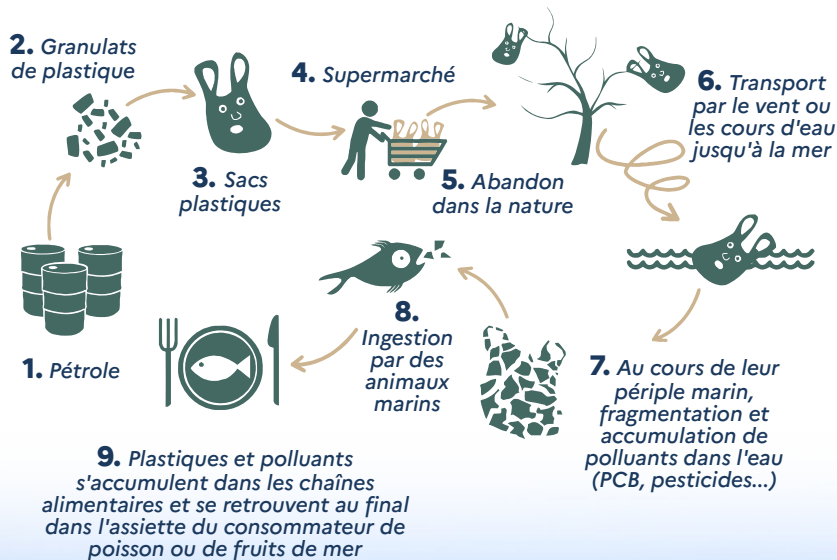 1. Pétrole
2. Granulats
de plastique
3. Sacs
plastiques
4. Supermarché
5. Abandon
dans la nature
6. Transport
par le vent ou
les cours d'eau
jusqu'à la mer
7. Au cours de leur
périple marin,
fragmentation et
accumulation de
polluants dans l'eau
(PCB, pesticides...)
8.
Ingestion
par des
animaux
marins
9. Plastiques et polluants
s'accumulent dans les chaînes
alimentaires et se retrouvent au final
dans l'assiette du consommateur de
poisson ou de fruits de mer